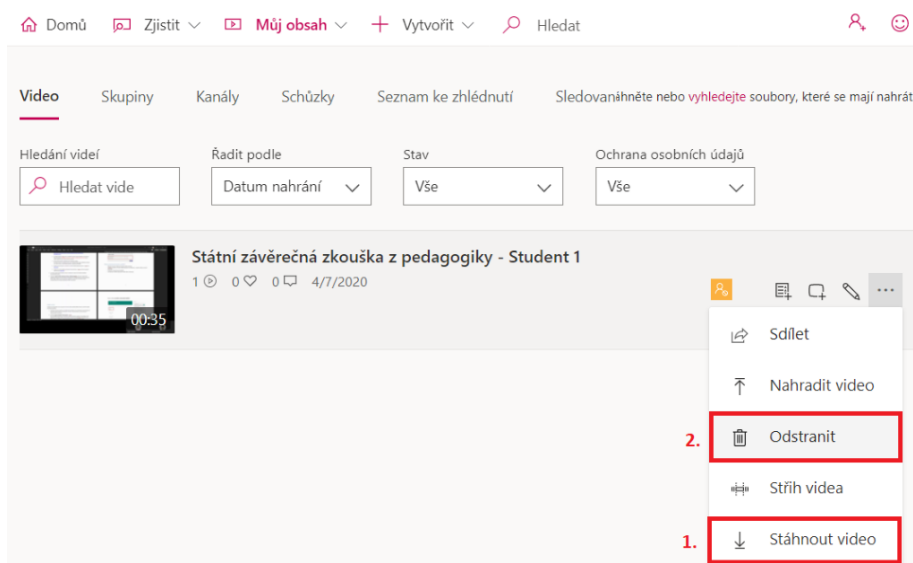 Domů Zjistit Můj obsah Vytvořit Hledat
Video Skupiny Kanály Schůzky Seznam ke zhlédnutí Sledovan áhněte nebo vyhledejte soubory, které se mají nahrát
Hledání videí Řadit podle Stav Ochrana osobních údajů
Hledat vide Datum nahrání Vše Vše
Státní závěrečná zkouška z pedagogiky - Student 1
1 0 0 4/7/2020
00:35
Sdílet
Nahradit video
2. Odstranit
Střih videa
1. Stáhnout video